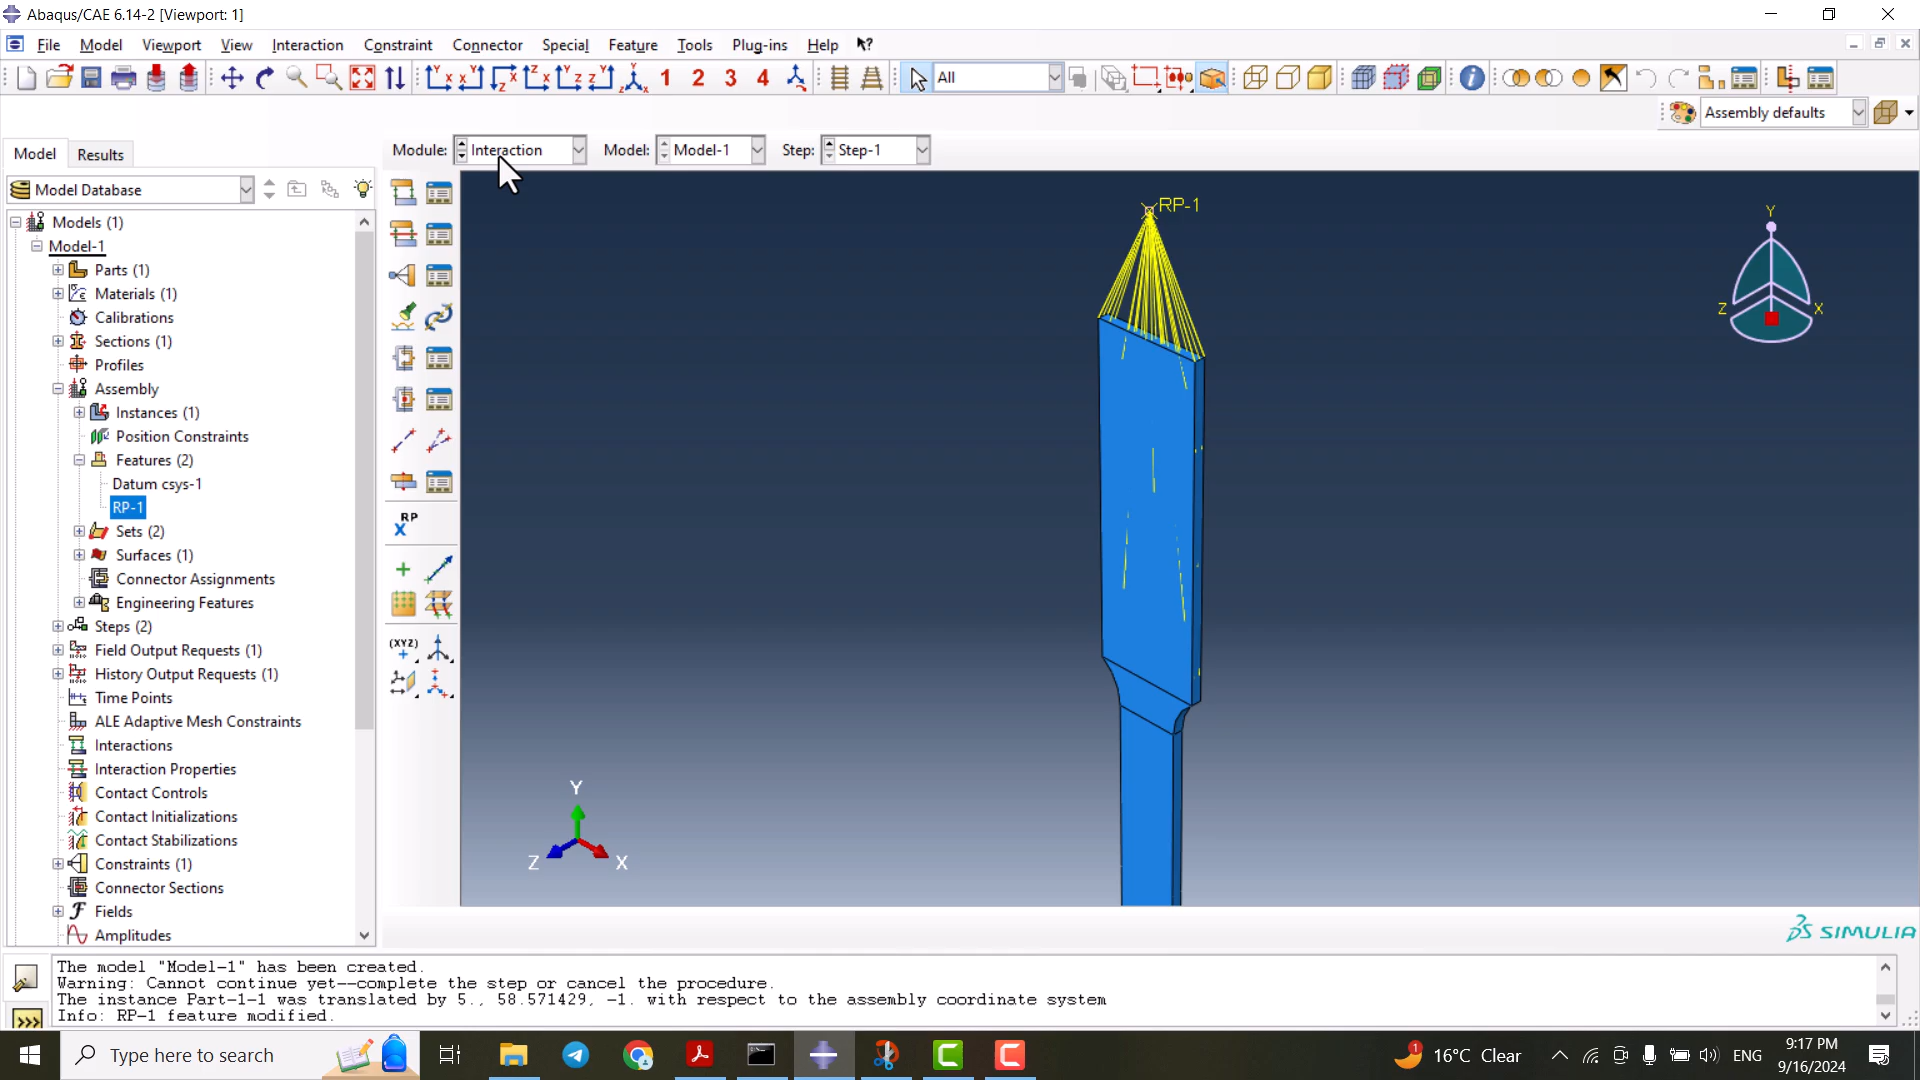 Abaqus/CAE 6.14-2 [Viewport: 1]
File Model Viewport View Interaction Constraint Connector Special Feature Tools Plug-ins Help
1 2 3 4 All
Assembly defaults
Model Results
Module: Interaction Model: Model-1 Step: Step-1
Model Database
Models (1)
Model-1
Parts (1)
Materials (1)
Calibrations
Sections (1)
Profiles
Assembly
Instances (1)
Position Constraints
Features (2)
Datum csys-1
RP-1
Sets (2)
Surfaces (1)
Connector Assignments
Engineering Features
Steps (2)
Field Output Requests (1)
History Output Requests (1)
Time Points
ALE Adaptive Mesh Constraints
Interactions
Interaction Properties
Contact Controls
Contact Initializations
Contact Stabilizations
Constraints (1)
Connector Sections
Fields
Amplitudes
RP
X
(XYZ)
RP-1
Y
Z X
Y
Z X
SIMULIA
The model "Model-1" has been created.
Warning: Cannot continue yet--complete the step or cancel the procedure.
The instance Part-1-1 was translated by 5., 58.571429, -1. with respect to the assembly coordinate system
Info: RP-1 feature modified.
>>>
Type here to search
1
16°C Clear
ENG
9:17 PM
9/16/2024